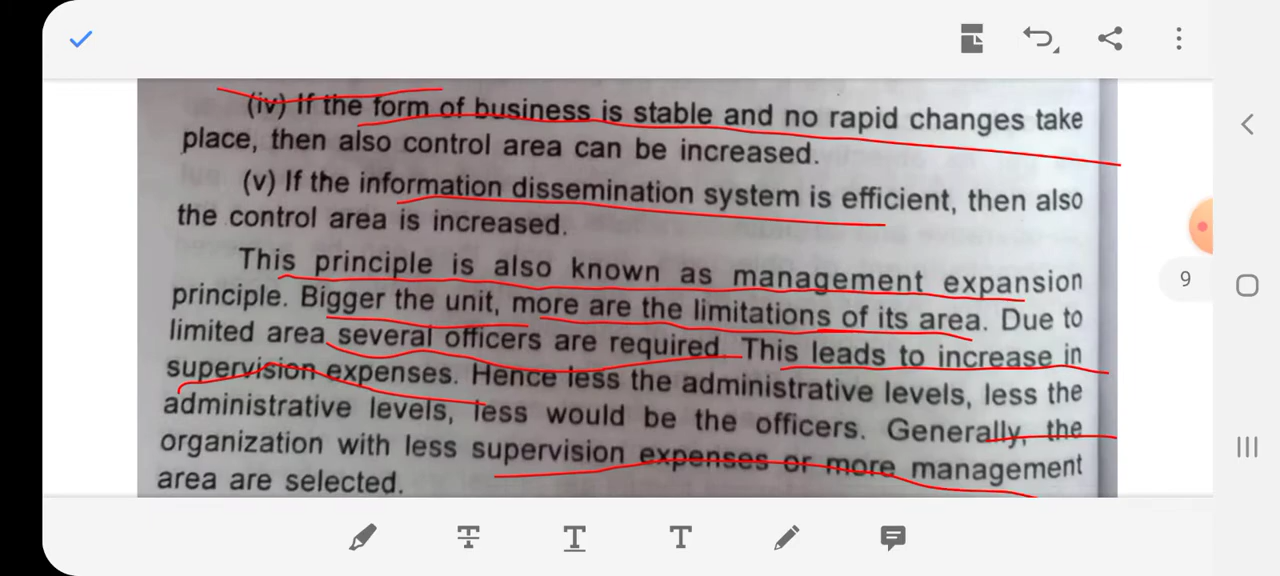 (iv) If the form of business is stable and no rapid changes take
place, then also control area can be increased.
(v) If the information dissemination system is efficient, then also
the control area is increased.
This principle is also known as management expansion
principle. Bigger the unit, more are the limitations of its area. Due to
limited area several officers are required. This leads to increase in
supervision expenses. Hence less the administrative levels, less the
administrative levels, less would be the officers. Generally, the
organization with less supervision expenses or more management
area are selected.
9
T T T